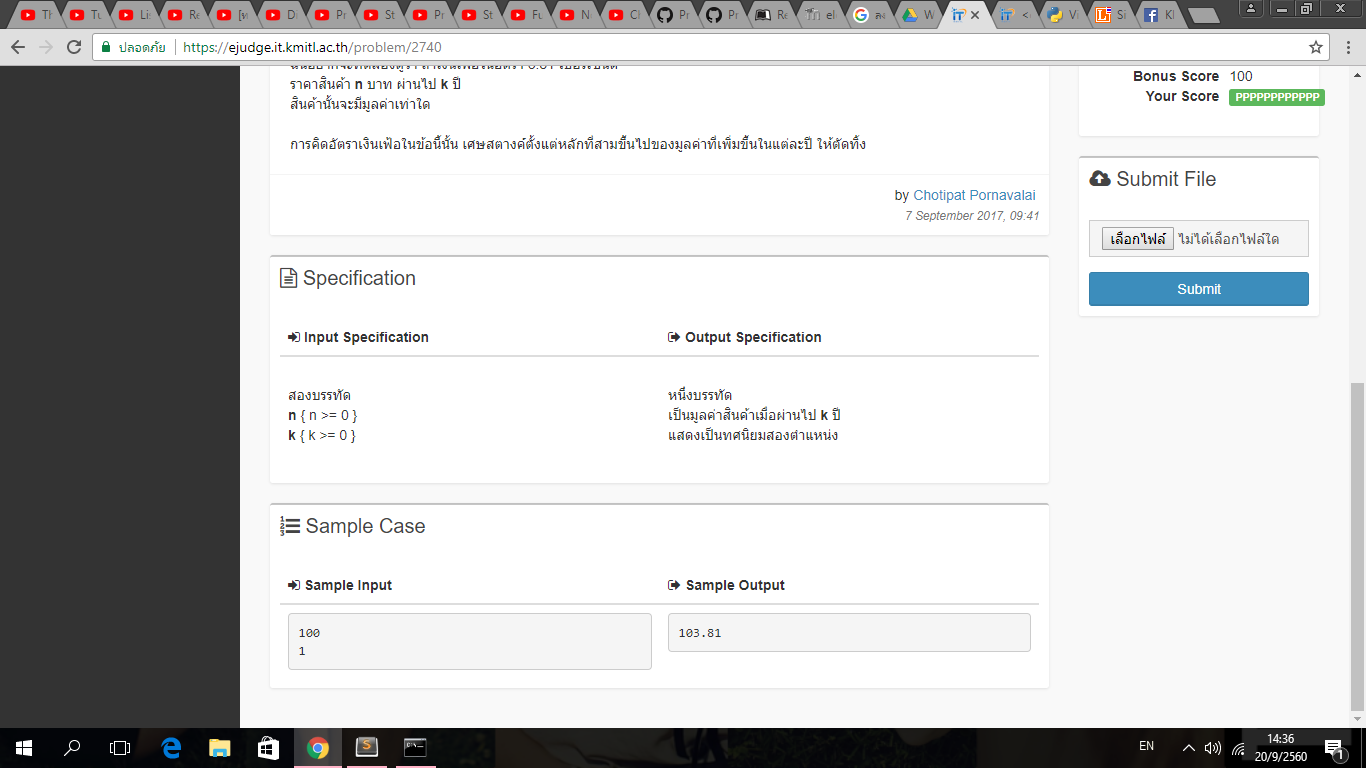 Th
Tu
Li
Re
[ท
Di
Pr
St
Pr
St
Fu
N
Cl
Pr
Pr
Re
el
ลง
W
<
Vi
Si
Kl
ปลอดภัย
https://ejudge.it.kmitl.ac.th/problem/2740
ราคาสินค้า n บาท ผ่านไป k ปี
สินค้านั้นจะมีมูลค่าเท่าใด
การคิดอัตราเงินเฟ้อในข้อนี้นั้น เศษสตางค์ตั้งแต่หลักที่สามขึ้นไปของมูลค่าที่เพิ่มขึ้นในแต่ละปี ให้ตัดทิ้ง
by Chotipat Pornavalai
7 September 2017, 09:41
Bonus Score 100
Your Score PPPPPPPPPPPP
Submit File
เลือกไฟล์ ไม่ได้เลือกไฟล์ใด
Submit
Specification
Input Specification
สองบรรทัด
n { n >= 0 }
k { k >= 0 }
Output Specification
หนึ่งบรรทัด
เป็นมูลค่าสินค้าเมื่อผ่านไป k ปี
แสดงเป็นทศนิยมสองตำแหน่ง
Sample Case
Sample Input
100
1
Sample Output
103.81
EN
14:36
20/9/2560
1